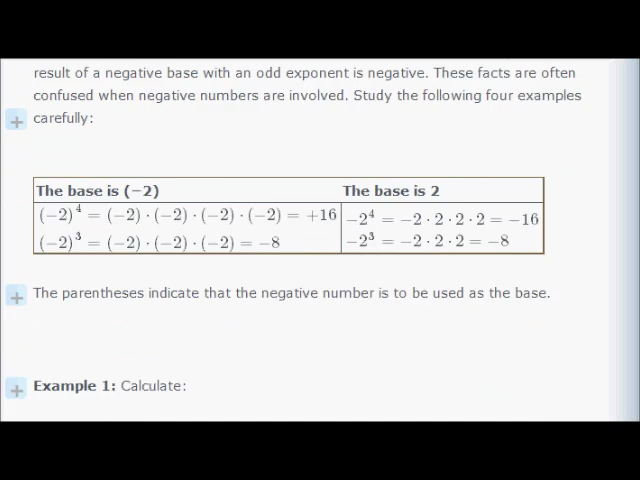 result of a negative base with an odd exponent is negative. These facts are often
confused when negative numbers are involved. Study the following four examples
carefully:
The base is (−2) The base is 2
(−2)⁴ = (−2) · (−2) · (−2) · (−2) = +16 −2⁴ = −2 · 2 · 2 · 2 = −16
(−2)³ = (−2) · (−2) · (−2) = −8 −2³ = −2 · 2 · 2 = −8
The parentheses indicate that the negative number is to be used as the base.
Example 1: Calculate: